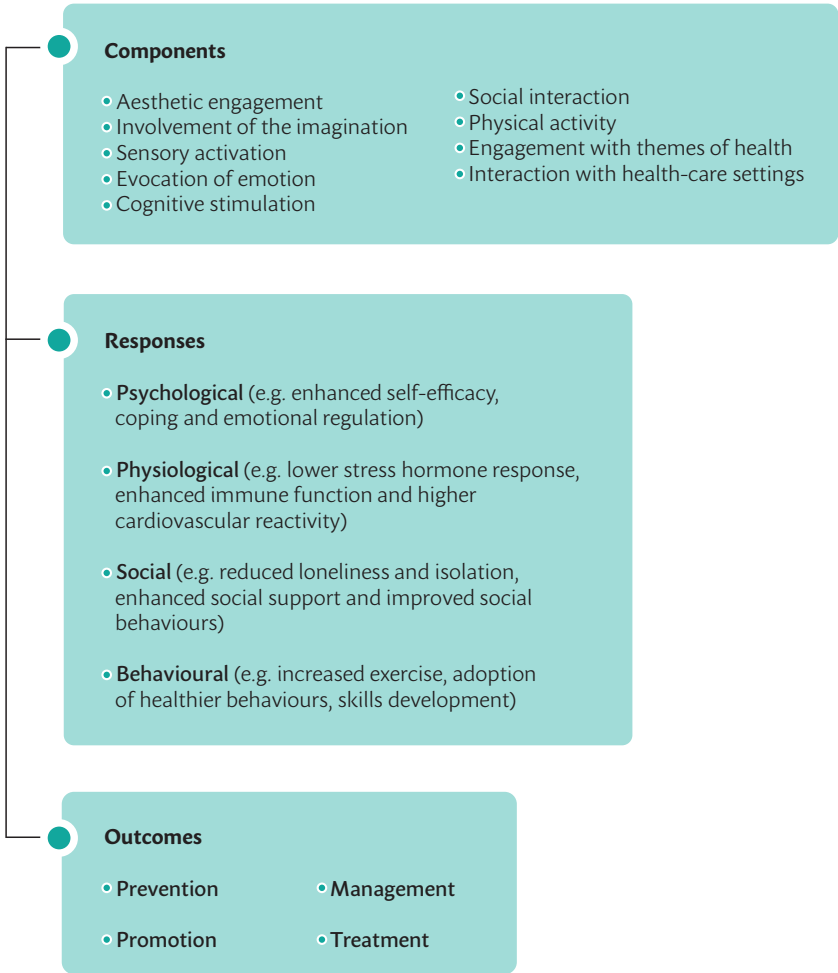 Components
Aesthetic engagement
Involvement of the imagination
Sensory activation
Evocation of emotion
Cognitive stimulation
Social interaction
Physical activity
Engagement with themes of health
Interaction with health-care settings
Responses
Psychological (e.g. enhanced self-efficacy,
coping and emotional regulation)
Physiological (e.g. lower stress hormone response,
enhanced immune function and higher
cardiovascular reactivity)
Social (e.g. reduced loneliness and isolation,
enhanced social support and improved social
behaviours)
Behavioural (e.g. increased exercise, adoption
of healthier behaviours, skills development)
Outcomes
Prevention
Promotion
Management
Treatment